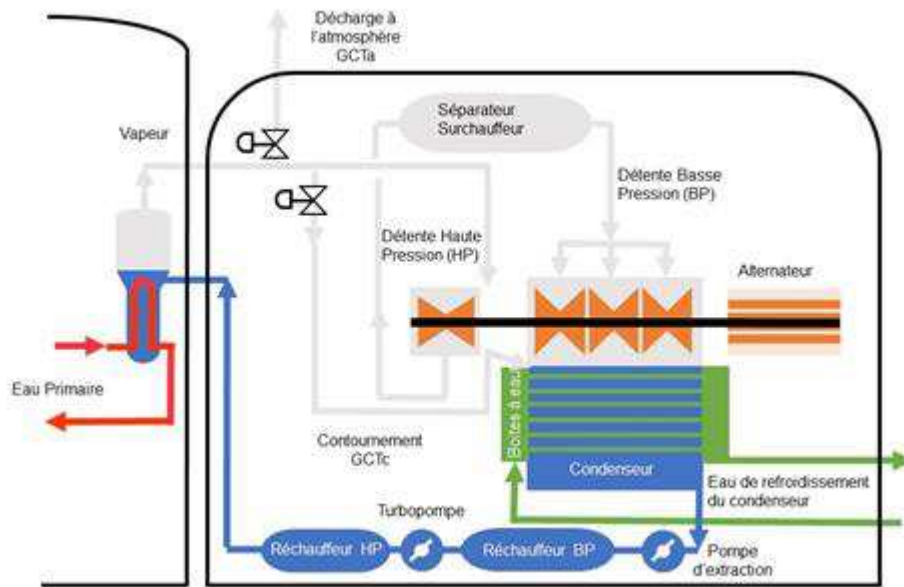 Décharge à
l'atmosphère
GCTa
Séparateur
Surchauffeur
Vapeur
Détente Basse
Pression (BP)
Détente Haute
Pression (HP)
Alternateur
Eau Primaire
Boîtes à eau
Contournement
GCTc
Condenseur
Eau de refroidissement
du condenseur
Turbopompe
Réchauffeur HP
Réchauffeur BP
Pompe
d'extraction